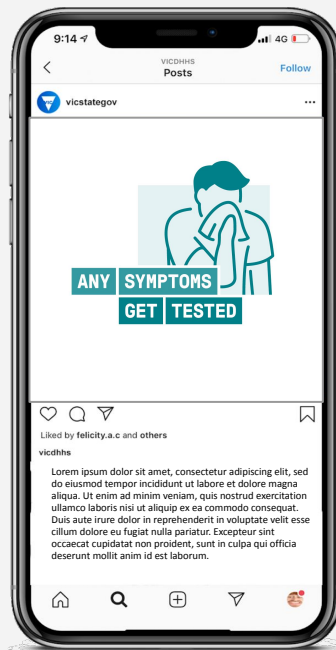 9:14
4G
VICDHHS
Posts
Follow
VIC
vicstategov
ANY SYMPTOMS
GET TESTED
Liked by felicity.a.c and others
vicdhhs
Lorem ipsum dolor sit amet, consectetur adipiscing elit, sed
do eiusmod tempor incididunt ut labore et dolore magna
aliqua. Ut enim ad minim veniam, quis nostrud exercitation
ullamco laboris nisi ut aliquip ex ea commodo consequat.
Duis aute irure dolor in reprehenderit in voluptate velit esse
cillum dolore eu fugiat nulla pariatur. Excepteur sint
occaecat cupidatat non proident, sunt in culpa qui officia
deserunt mollit anim id est laborum.